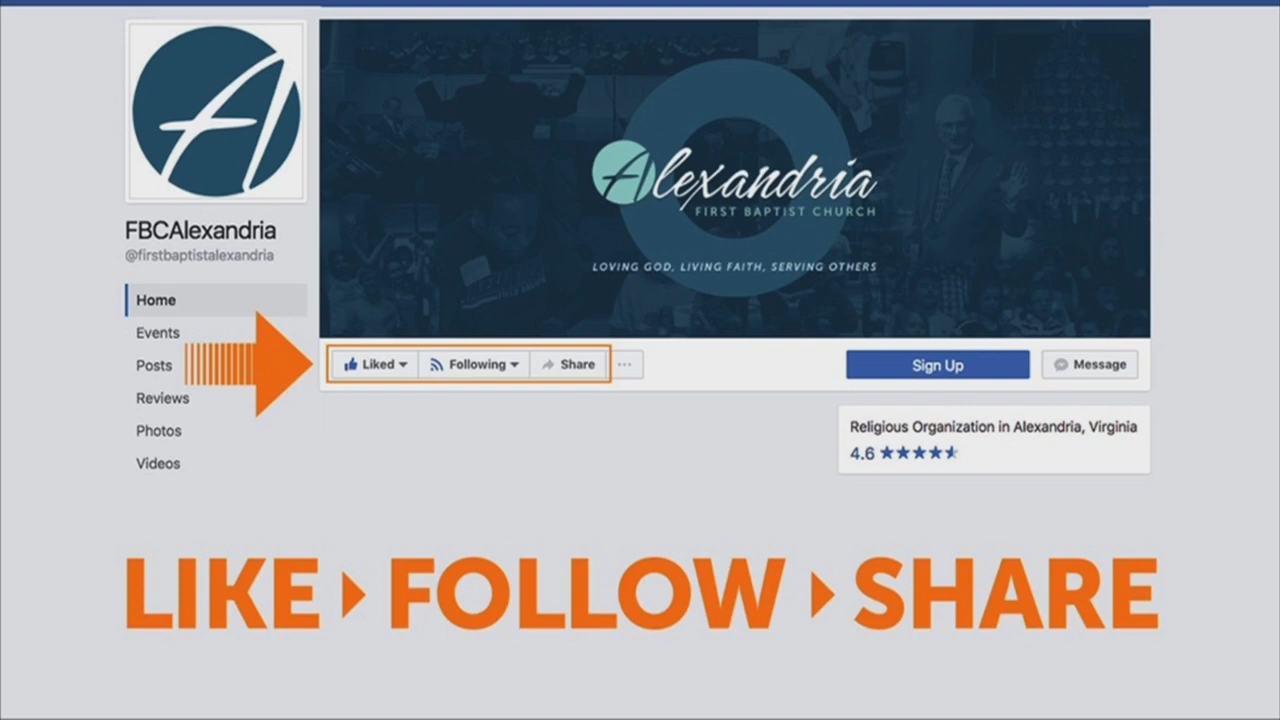 A
FBCAlexandria
@firstbaptistalexandria
Home
Events
Posts
Reviews
Photos
Videos
Alexandria
FIRST BAPTIST CHURCH
LOVING GOD, LIVING FAITH, SERVING OTHERS
Liked Following Share ...
Sign Up Message
Religious Organization in Alexandria, Virginia
4.6
LIKE FOLLOW SHARE